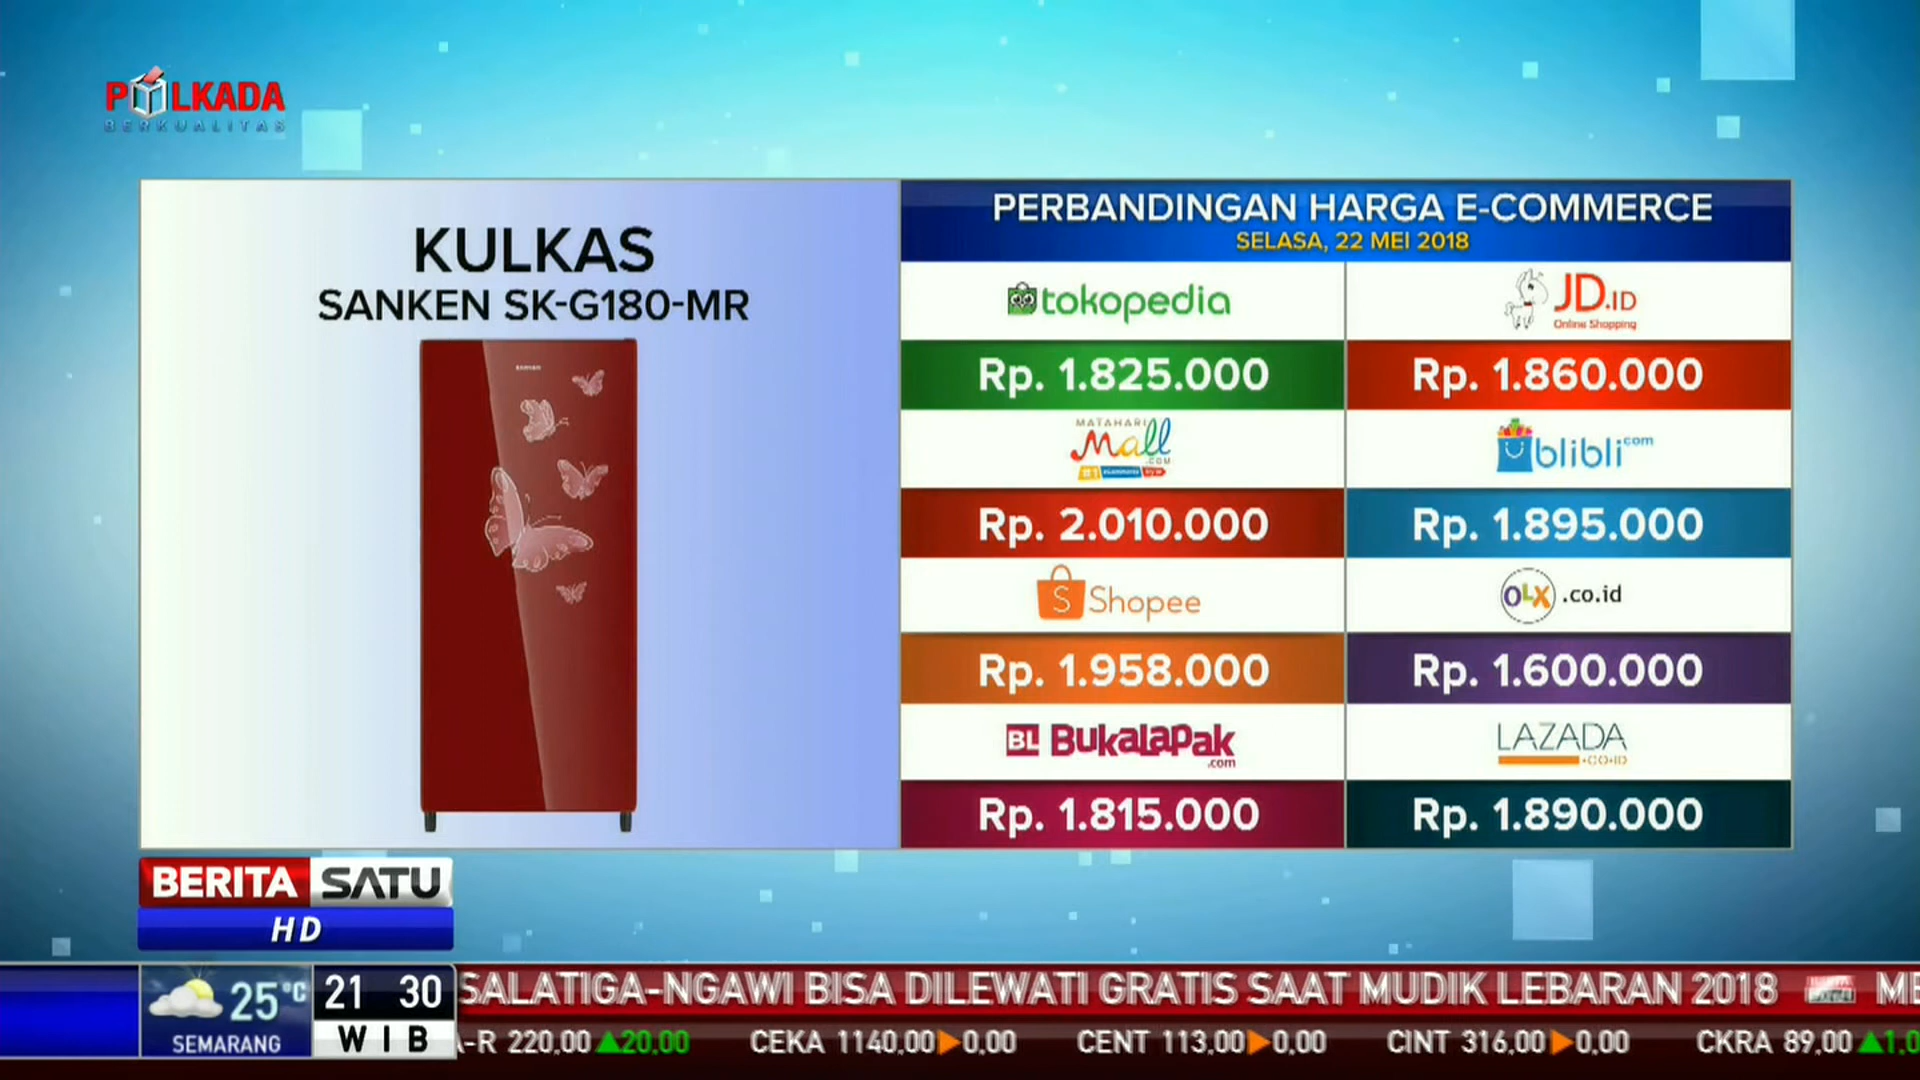 PILKADA
BERKUALITAS
KULKAS
SANKEN SK-G180-MR
SANKEN
PERBANDINGAN HARGA E-COMMERCE
SELASA, 22 MEI 2018
tokopedia
JD.ID
Online Shopping
Rp. 1.825.000
Rp. 1.860.000
MATAHARI
Mall
.COM
blibli.com
Rp. 2.010.000
Rp. 1.895.000
S Shopee
OLX .co.id
Rp. 1.958.000
Rp. 1.600.000
BL BukalaPak
.com
LAZADA
.CO.ID
Rp. 1.815.000
Rp. 1.890.000
BERITA SATU
HD
25°C
SEMARANG
21 30
WIB
SALATIGA-NGAWI BISA DILEWATI GRATIS SAAT MUDIK LEBARAN 2018 ME
A-R 220,00 ▲20,00 CEKA 1140,00 ▶0,00 CENT 113,00 ▶0,00 CINT 316,00 ▶0,00 CKRA 89,00 ▲1,0